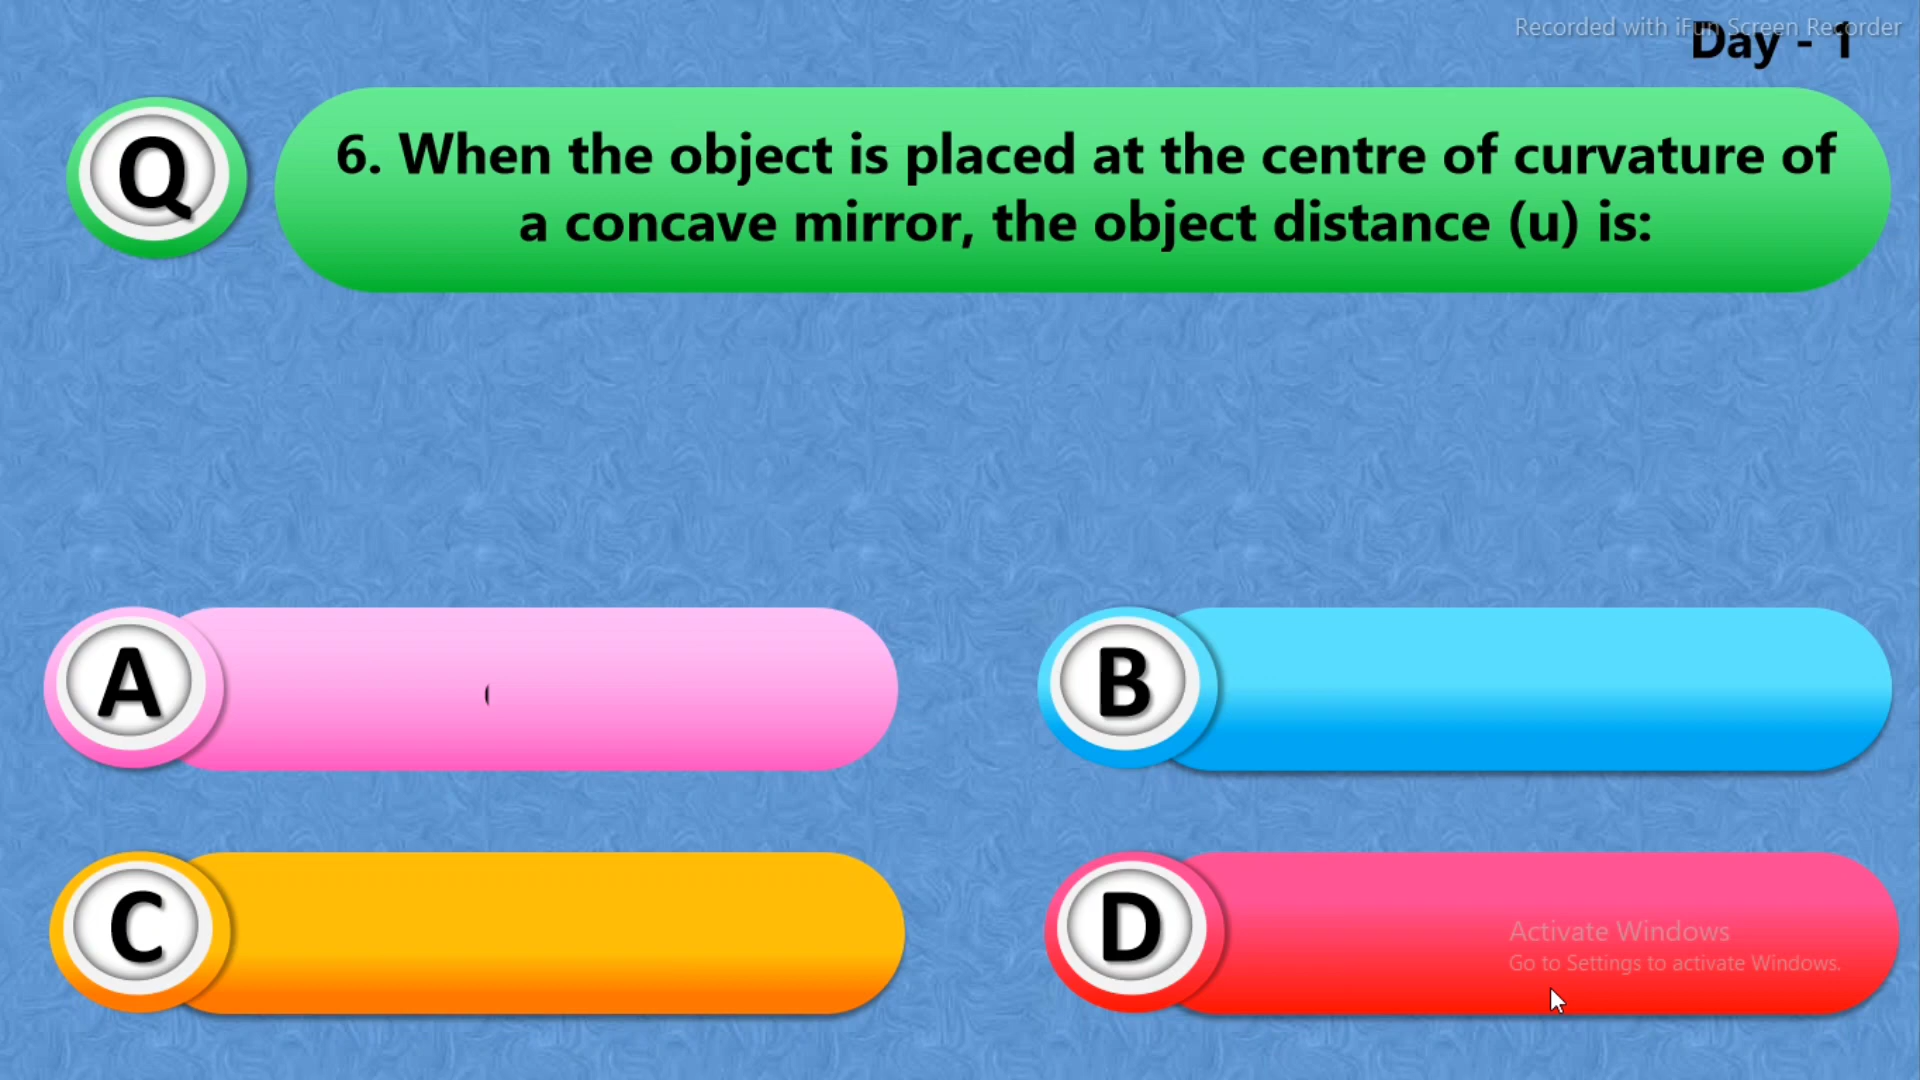 Recorded with iFun Screen Recorder
Day - 1
Q
6. When the object is placed at the centre of curvature of
a concave mirror, the object distance (u) is:
A
B
C
D
Activate Windows
Go to Settings to activate Windows.